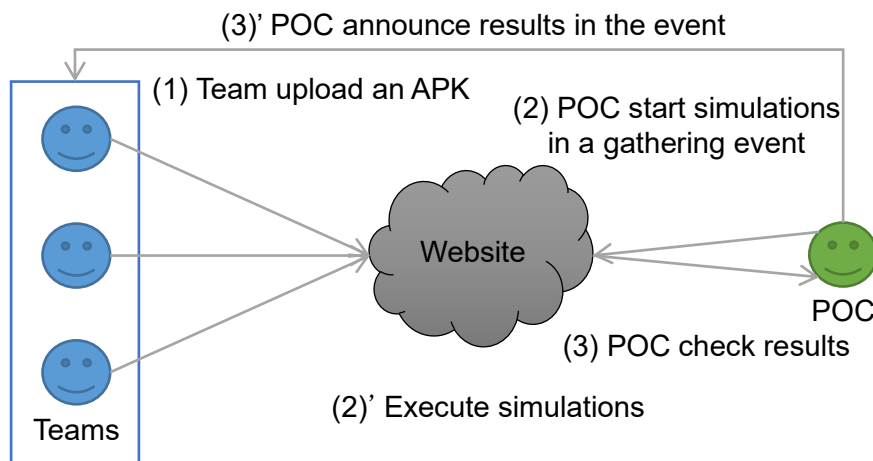 (3)’ POC announce results in the event
(1) Team upload an APK
(2) POC start simulations
in a gathering event
Website
POC
(3) POC check results
(2)’ Execute simulations
Teams